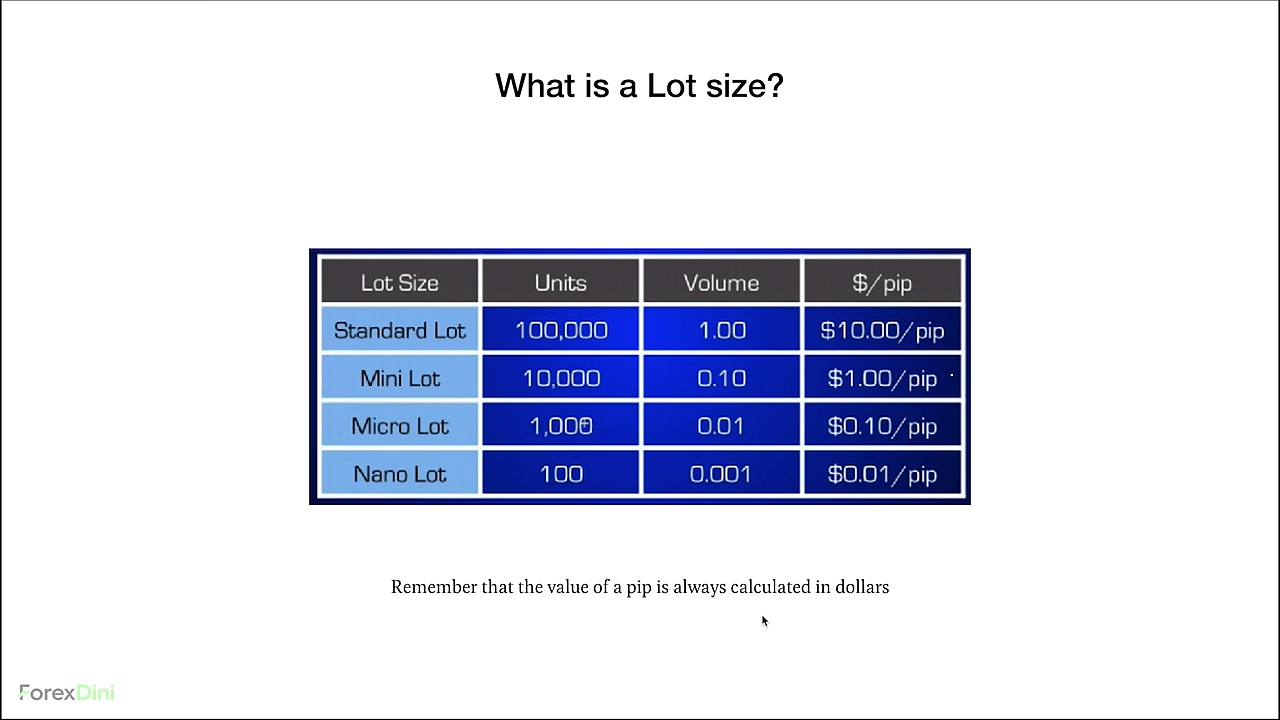 What is a Lot size?
Lot Size Units Volume $/pip
Standard Lot 100,000 1.00 $10.00/pip
Mini Lot 10,000 0.10 $1.00/pip
Micro Lot 1,000 0.01 $0.10/pip
Nano Lot 100 0.001 $0.01/pip
Remember that the value of a pip is always calculated in dollars
ForexDini